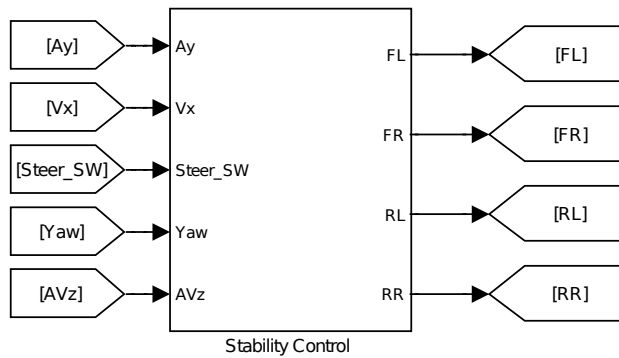 [Ay]
[Vx]
[Steer_SW]
[Yaw]
[AVz]
Ay
Vx
Steer_SW
Yaw
AVz
FL
FR
RL
RR
[FL]
[FR]
[RL]
[RR]
Stability Control